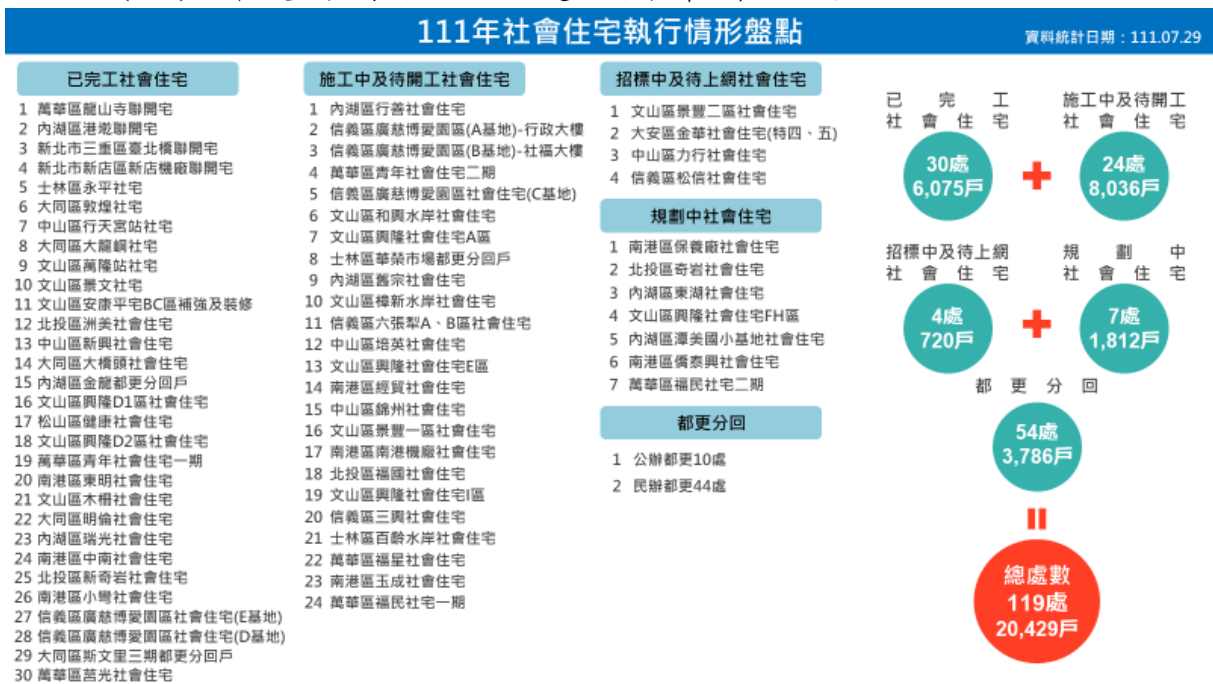 111年社會住宅執行情形盤點
資料統計日期：111.07.29
已完工社會住宅
1 萬華區龍山寺聯開宅
2 內湖區港墘聯開宅
3 新北市三重區臺北橋聯開宅
4 新北市新店區新店機廠聯開宅
5 士林區永平社宅
6 大同區敦煌社宅
7 中山區行天宮站社宅
8 大同區大龍峒社宅
9 文山區萬隆站社宅
10 文山區景文社宅
11 文山區安康平宅BC區補強及裝修
12 北投區洲美社會住宅
13 中山區新興社會住宅
14 大同區大橋頭社會住宅
15 內湖區金龍都更分回戶
16 文山區興隆D1區社會住宅
17 松山區健康社會住宅
18 文山區興隆D2區社會住宅
19 萬華區青年社會住宅一期
20 南港區東明社會住宅
21 文山區木柵社會住宅
22 大同區明倫社會住宅
23 內湖區瑞光社會住宅
24 南港區中南社會住宅
25 北投區新奇岩社會住宅
26 南港區小彎社會住宅
27 信義區廣慈博愛園區社會住宅(E基地)
28 信義區廣慈博愛園區社會住宅(D基地)
29 大同區斯文里三期都更分回戶
30 萬華區莒光社會住宅
施工中及待開工社會住宅
1 內湖區行善社會住宅
2 信義區廣慈博愛園區(A基地)-行政大樓
3 信義區廣慈博愛園區(B基地)-社福大樓
4 萬華區青年社會住宅二期
5 信義區廣慈博愛園區社會住宅(C基地)
6 文山區和興水岸社會住宅
7 文山區興隆社會住宅A區
8 士林區華榮市場都更分回戶
9 內湖區舊宗社會住宅
10 文山區樟新水岸社會住宅
11 信義區六張犁A、B區社會住宅
12 中山區培英社會住宅
13 文山區興隆社會住宅E區
14 南港區經貿社會住宅
15 中山區錦州社會住宅
16 文山區景豐一區社會住宅
17 南港區南港機廠社會住宅
18 北投區福國社會住宅
19 文山區興隆社會住宅I區
20 信義區三興社會住宅
21 士林區百齡水岸社會住宅
22 萬華區福星社會住宅
23 南港區玉成社會住宅
24 萬華區福民社宅一期
招標中及待上網社會住宅
1 文山區景豐二區社會住宅
2 大安區金華社會住宅(特四、五)
3 中山區力行社會住宅
4 信義區松信社會住宅
規劃中社會住宅
1 南港區保養廠社會住宅
2 北投區奇岩社會住宅
3 內湖區東湖社會住宅
4 文山區興隆社會住宅FH區
5 內湖區潭美國小基地社會住宅
6 南港區僑泰興社會住宅
7 萬華區福民社宅二期
都更分回
1 公辦都更10處
2 民辦都更44處
已完工
社會住宅
30處
6,075戶
施工中及待開工
社會住宅
24處
8,036戶
招標中及待上網
社會住宅
4處
720戶
規劃中
社會住宅
7處
1,812戶
都更分回
54處
3,786戶
總處數
119處
20,429戶